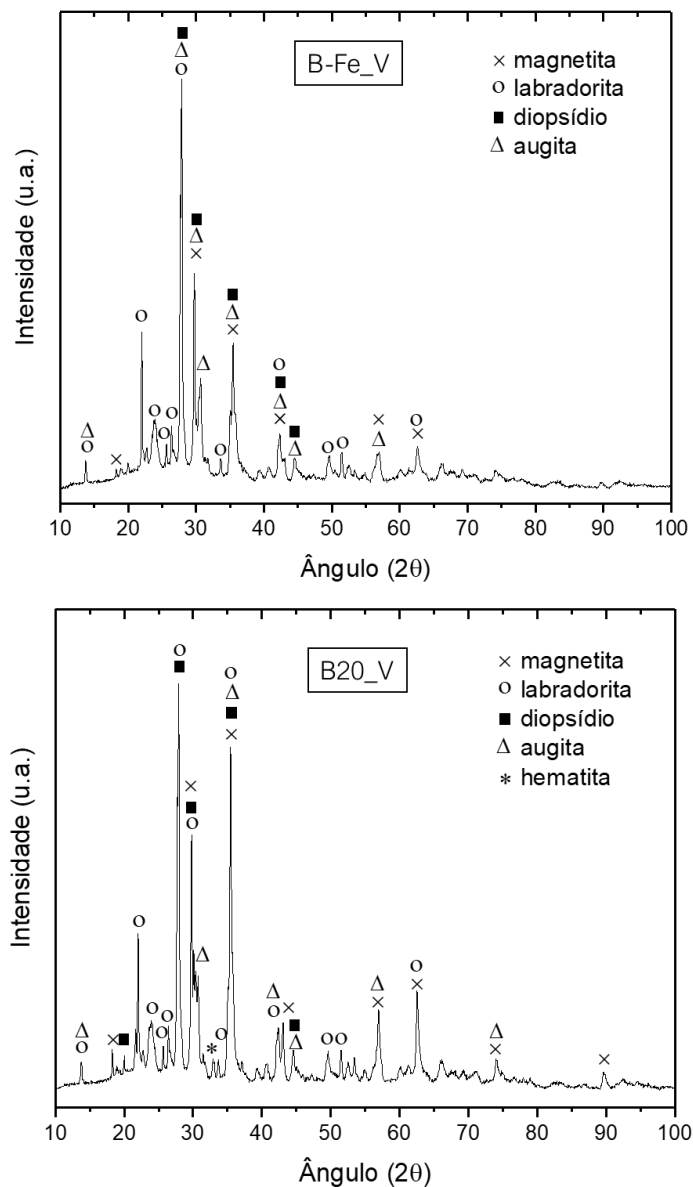 B-Fe_V
× magnetita
○ labradorita
■ diopsídio
Δ augita
Intensidade (u.a.)
10 20 30 40 50 60 70 80 90 100
Ângulo (2θ)
B20_V
× magnetita
○ labradorita
■ diopsídio
Δ augita
* hematita
Intensidade (u.a.)
10 20 30 40 50 60 70 80 90 100
Ângulo (2θ)